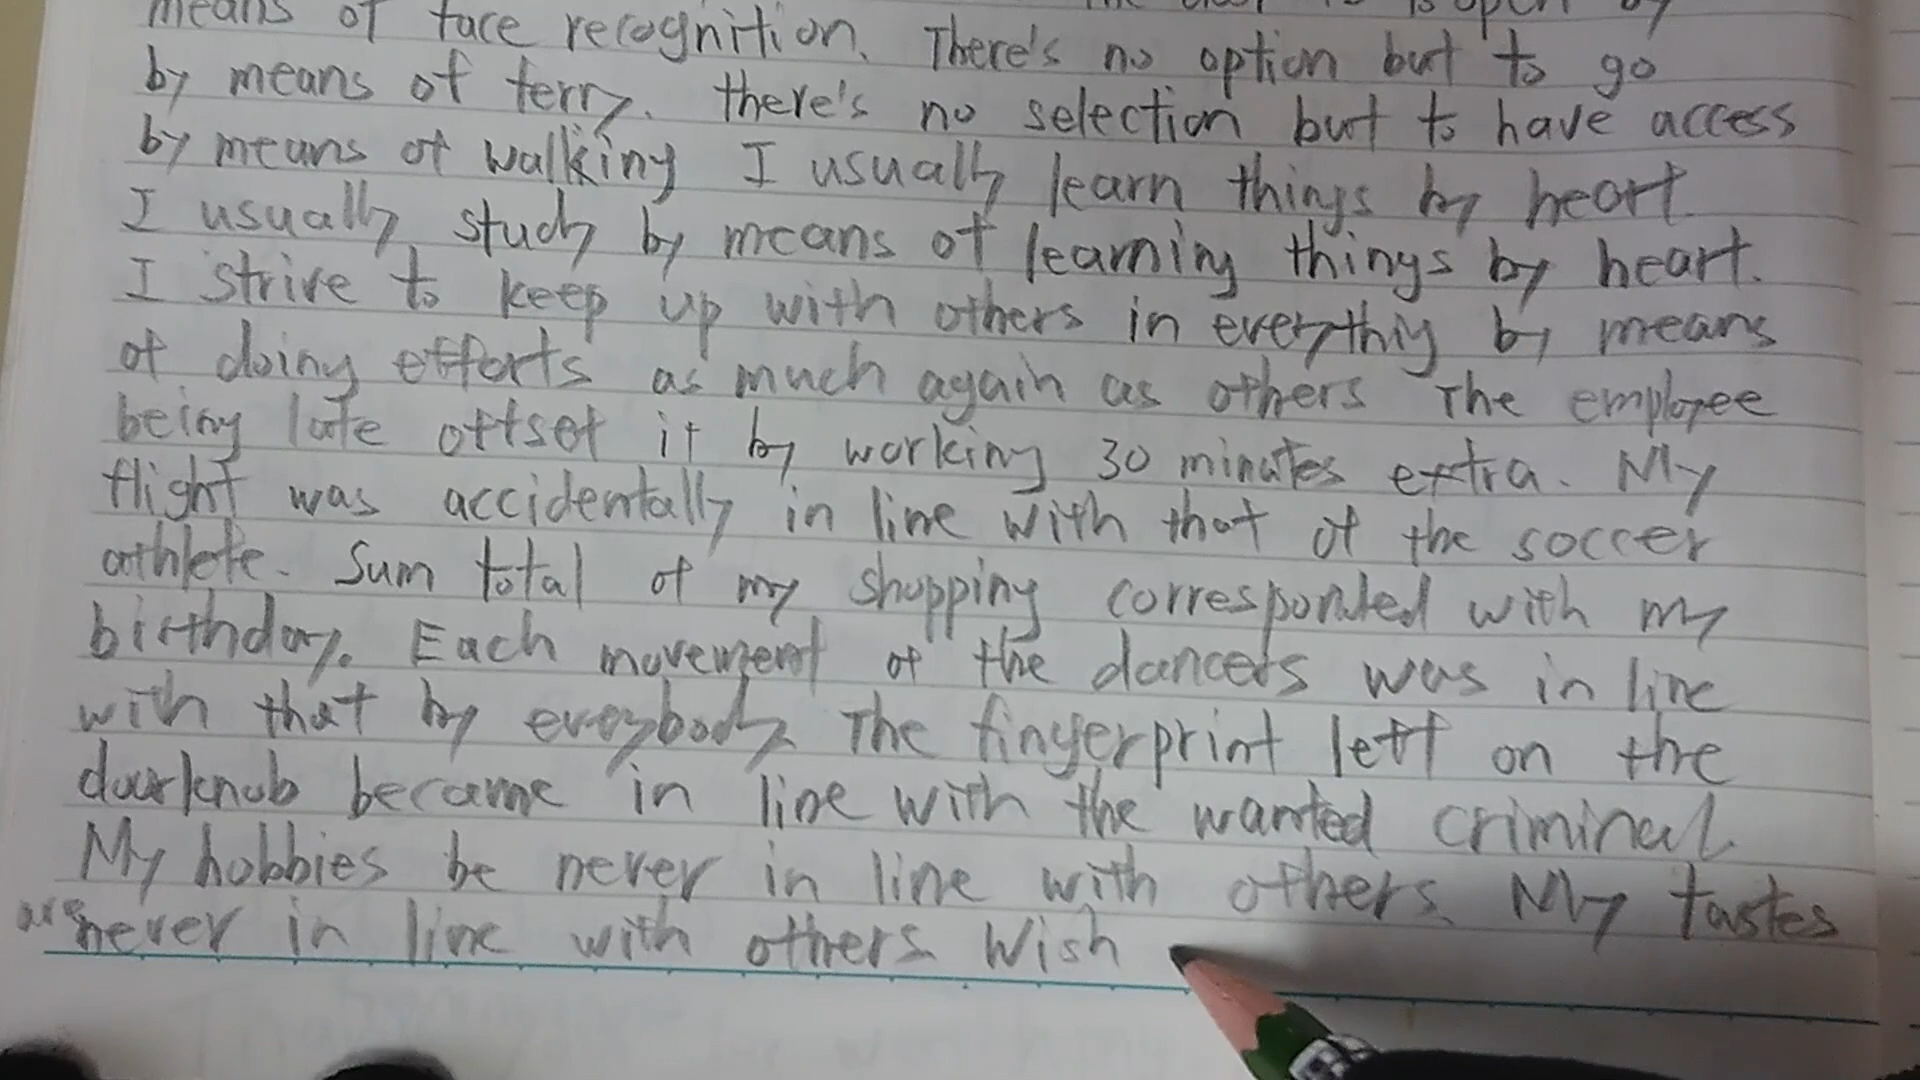 means of face recognition. There's no option but to go
by means of ferry. there's no selection but to have access
by means of walking I usually learn things by heart
I usually study by means of learning things by heart.
I strive to keep up with others in everythiy by means
of doing efforts as much again as others The employee
being late offset it by working 30 minutes extra. My
flight was accidentally in line with that of the soccer
athlete. Sum total of my shopping corresponded with my
birthday. Each movement of the dancers was in line
with that by everybody The fingerprint left on the
doorknob became in line with the wanted criminal.
My hobbies be never in line with others. My tastes
are never in line with others Wish